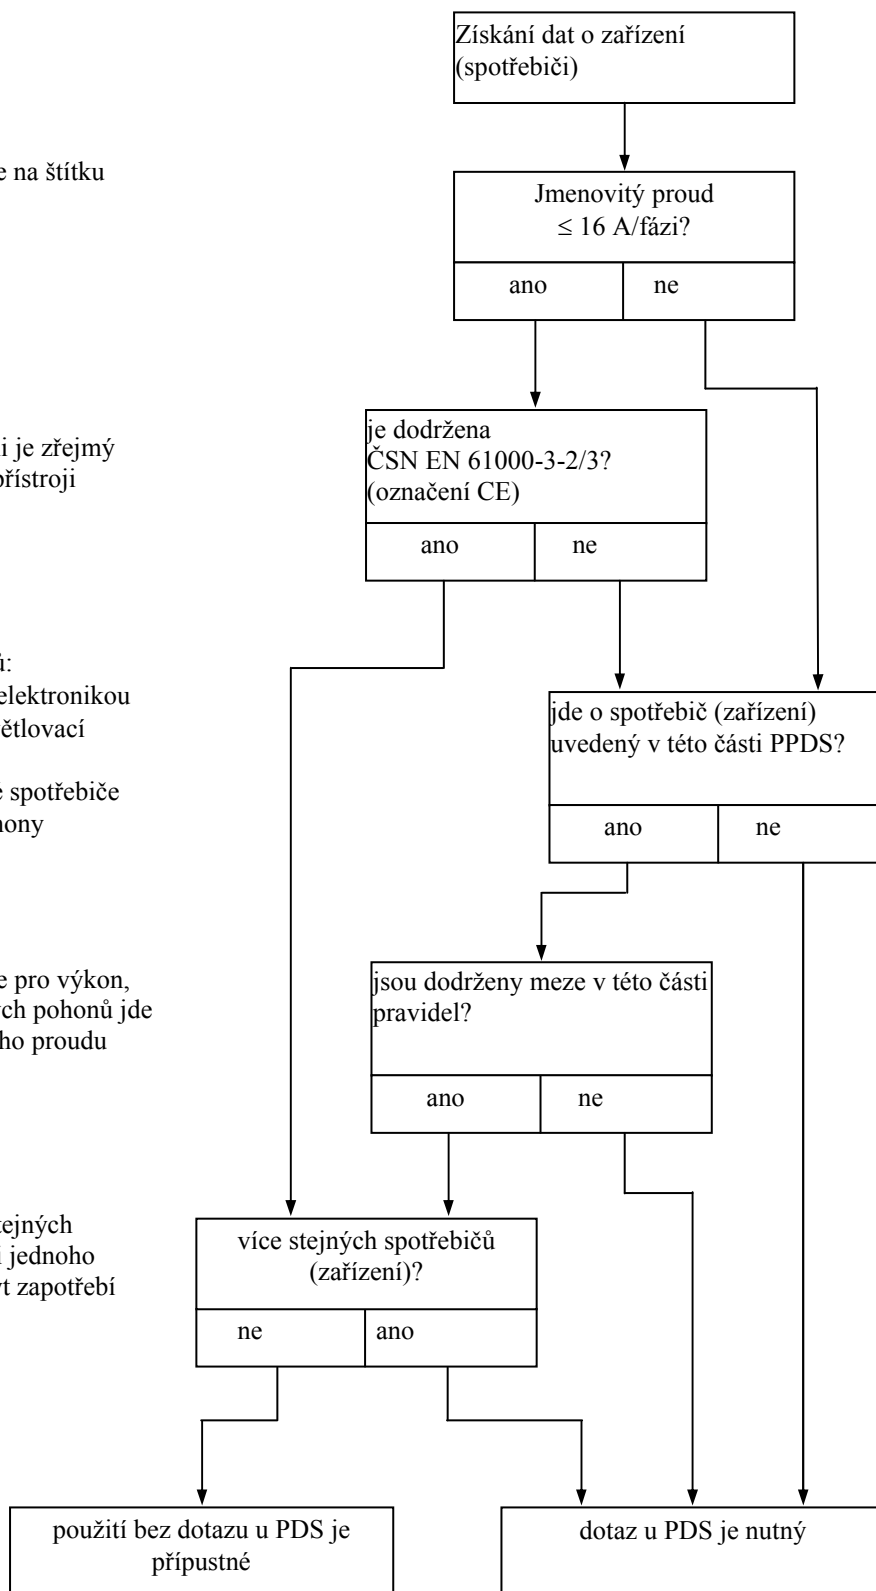 Získání dat o zařízení
(spotřebiči)
e na štítku
Jmenovitý proud
≤ 16 A/fázi?
ano
ne
je dodržena
ČSN EN 61000-3-2/3?
(označení CE)
i je zřejmý
přístroji
ano
ne
ů:
elektronikou
ětlovací
é spotřebiče
hony
jde o spotřebič (zařízení)
uvedený v této části PPDS?
ano
ne
e pro výkon,
ých pohonů jde
ho proudu
jsou dodrženy meze v této části
pravidel?
ano
ne
tejných
i jednoho
ýt zapotřebí
více stejných spotřebičů
(zařízení)?
ne
ano
použití bez dotazu u PDS je
přípustné
dotaz u PDS je nutný